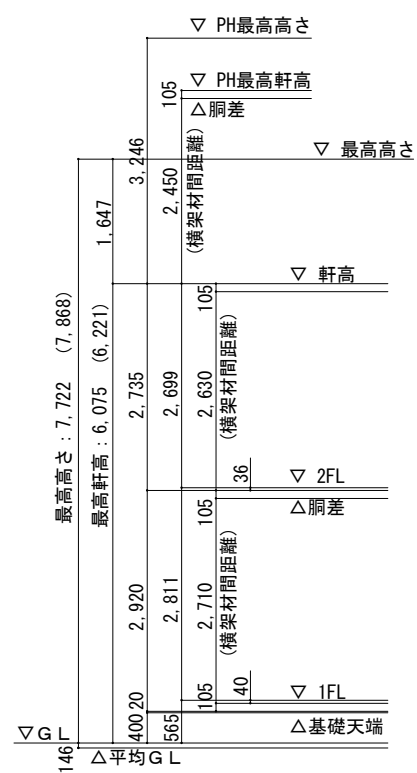 ▽ PH最高高さ
▽ PH最高軒高
105
△胴差
▽ 最高高さ
3,246
2,450
(横架材間距離)
1,647
▽ 軒高
105
最高高さ:7,722 (7,868)
最高軒高:6,075 (6,221)
2,735
2,699
2,630
(横架材間距離)
36
▽ 2FL
105
△胴差
2,920
2,811
2,710
(横架材間距離)
40
105
▽ 1FL
20
400
565
△基礎天端
▽GL
146
△平均GL